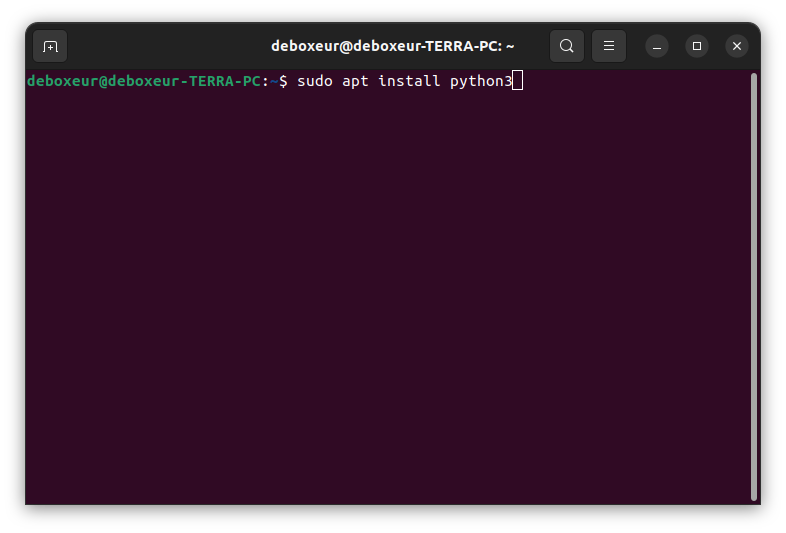 deboxeur@deboxeur-TERRA-PC: ~
deboxeur@deboxeur-TERRA-PC:~$ sudo apt install python3